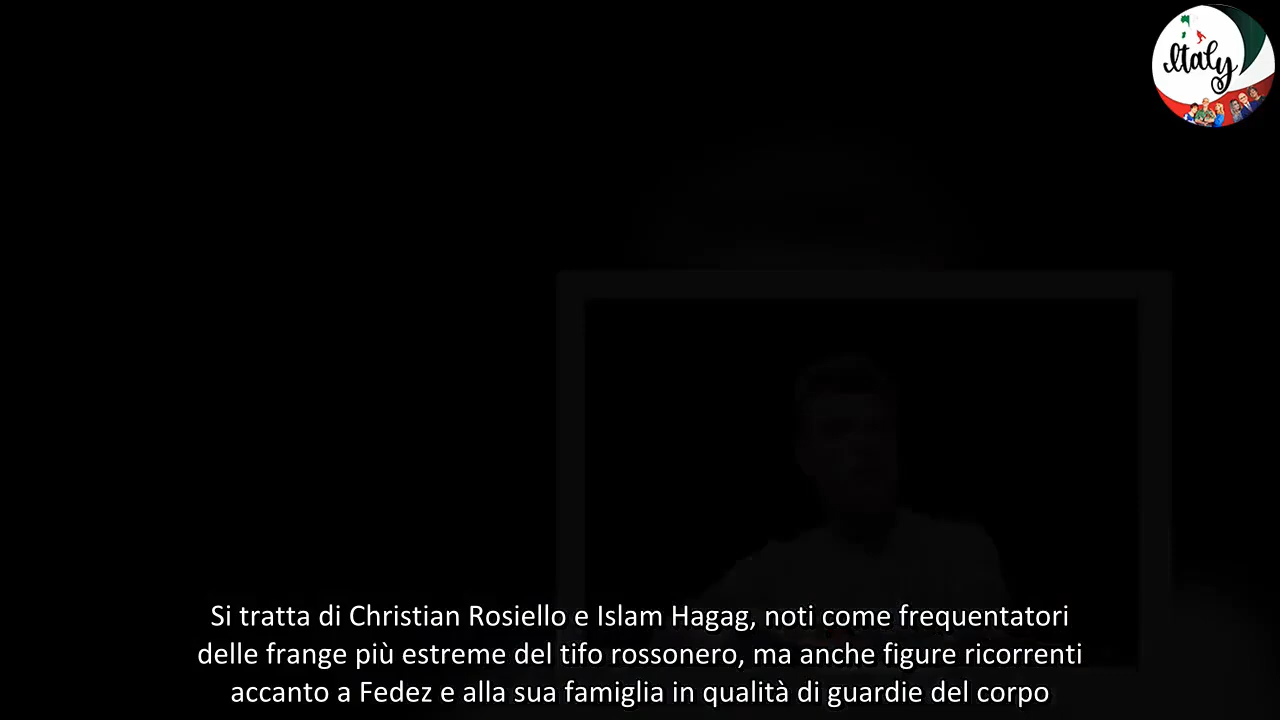 Italy
Si tratta di Christian Rosiello e Islam Hagag, noti come frequentatori
delle frange più estreme del tifo rossonero, ma anche figure ricorrenti
accanto a Fedez e alla sua famiglia in qualità di guardie del corpo